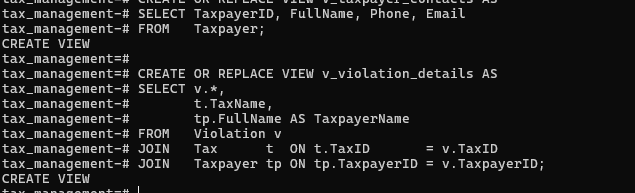 tax_management-# CREATE OR REPLACE VIEW v_taxpayer_contacts AS
tax_management-# SELECT TaxpayerID, FullName, Phone, Email
tax_management-# FROM   Taxpayer;
CREATE VIEW
tax_management=#
tax_management=# CREATE OR REPLACE VIEW v_violation_details AS
tax_management-# SELECT v.*,
tax_management-#        t.TaxName,
tax_management-#        tp.FullName AS TaxpayerName
tax_management-# FROM   Violation v
tax_management-# JOIN   Tax      t  ON t.TaxID       = v.TaxID
tax_management-# JOIN   Taxpayer tp ON tp.TaxpayerID = v.TaxpayerID;
CREATE VIEW
tax_management=#